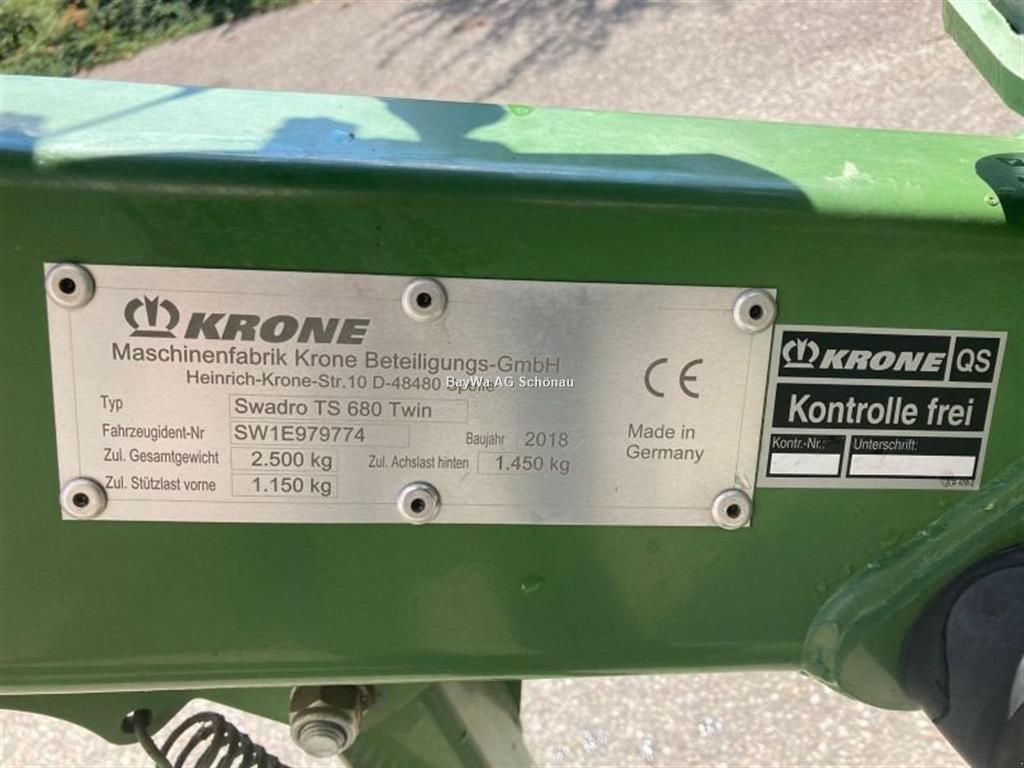 KRONE
Maschinenfabrik Krone Beteiligungs-GmbH
Heinrich-Krone-Str.10 D-48480 Spelle
BayWa AG Schönau
Typ Swadro TS 680 Twin
Fahrzeugident-Nr SW1E979774 Baujahr 2018
Zul. Gesamtgewicht 2.500 kg Zul. Achslast hinten 1.450 kg
Zul. Stützlast vorne 1.150 kg
CE
Made in
Germany
KRONE QS
Kontrolle frei
Kontr.-Nr.: Unterschrift: